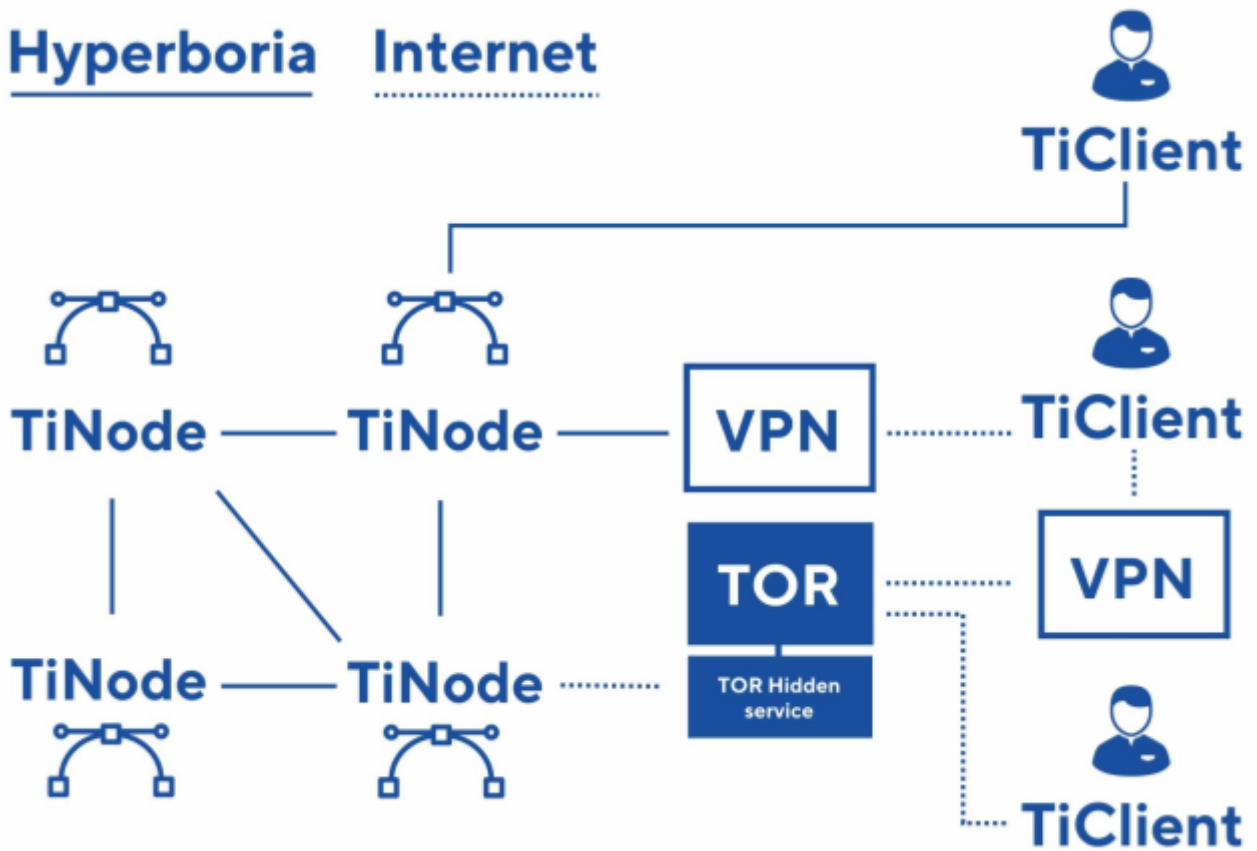 Hyperboria
Internet
TiClient
TiClient
TiNode
TiNode
VPN
TOR
VPN
TiNode
TiNode
TOR Hidden
service
TiClient